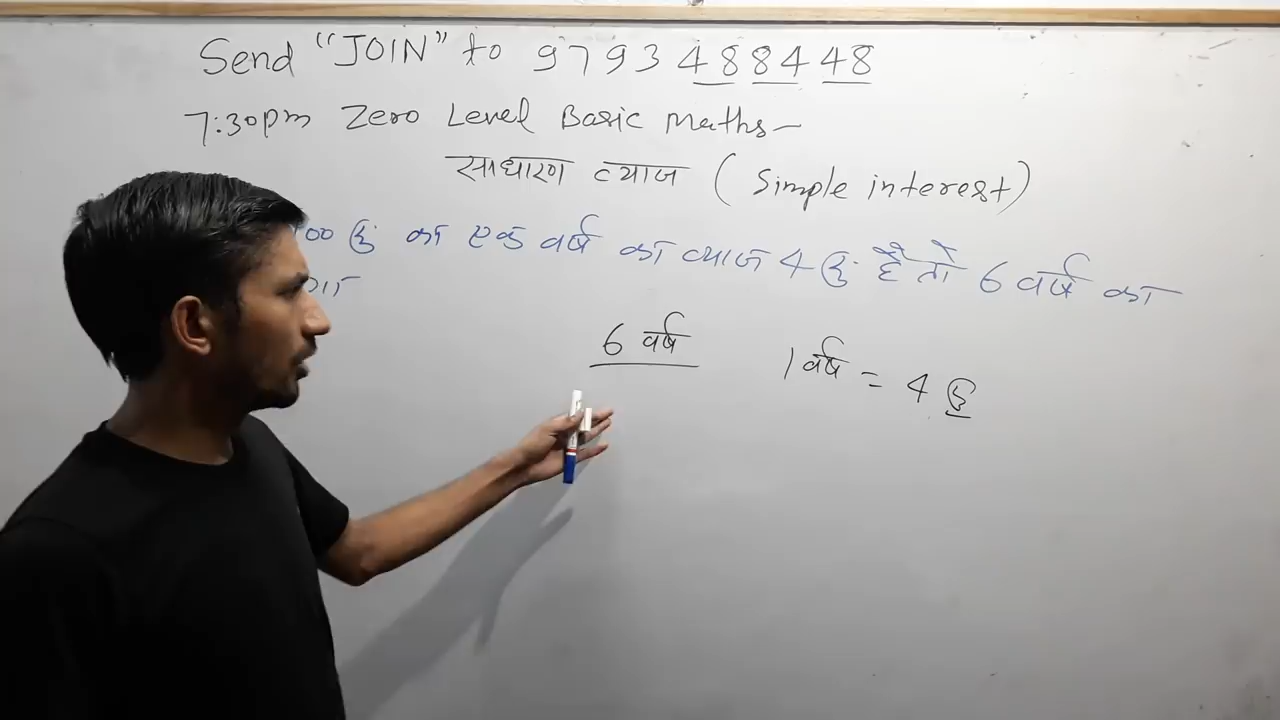 Send "JOIN" to 9793488448
7:30pm Zero Level Basic Maths-
साधारण ब्याज (Simple interest)
00 रु का एक वर्ष का ब्याज 4 रु है तो 6 वर्ष का
6 वर्ष
1 वर्ष = 4 रु